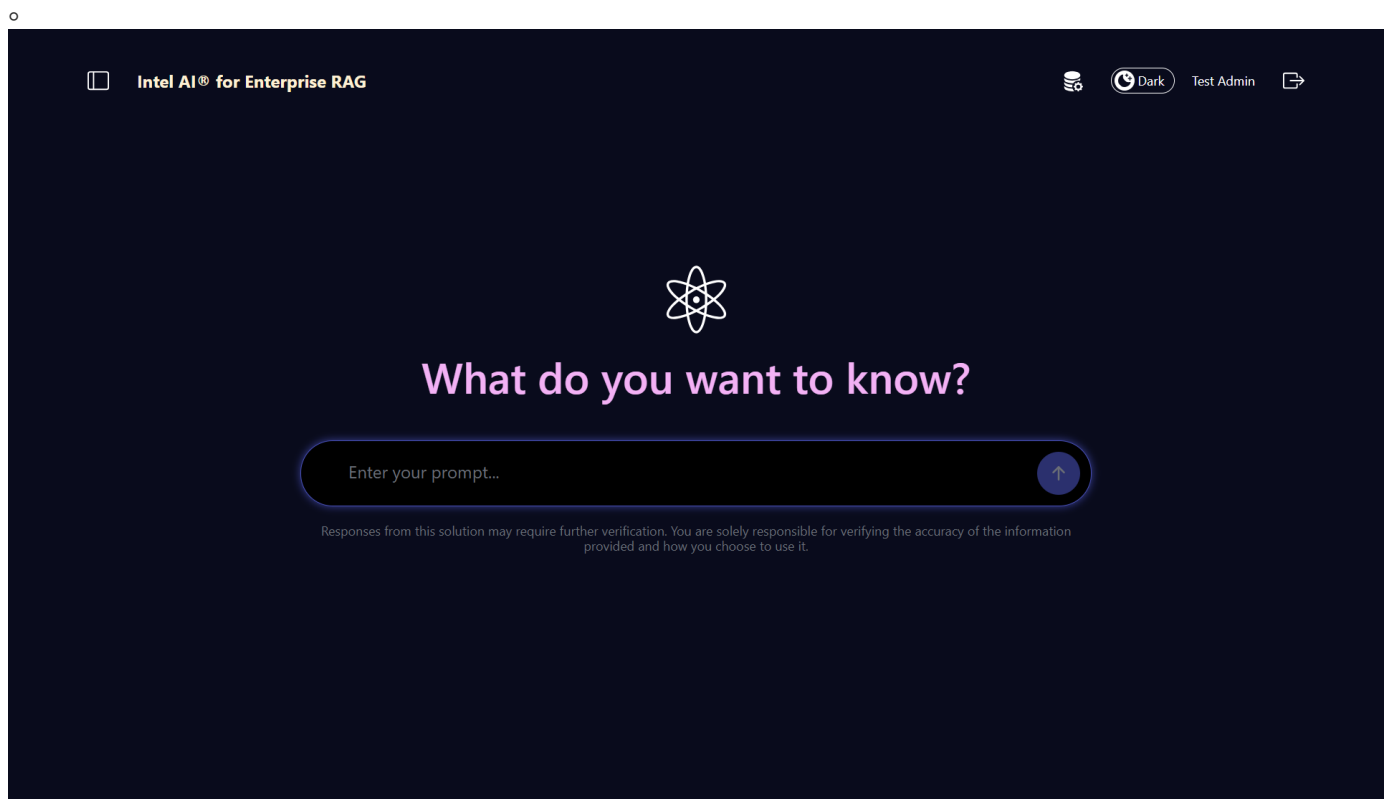 Intel AI® for Enterprise RAG
Dark
Test Admin
What do you want to know?
Enter your prompt...
Responses from this solution may require further verification. You are solely responsible for verifying the accuracy of the information
provided and how you choose to use it.